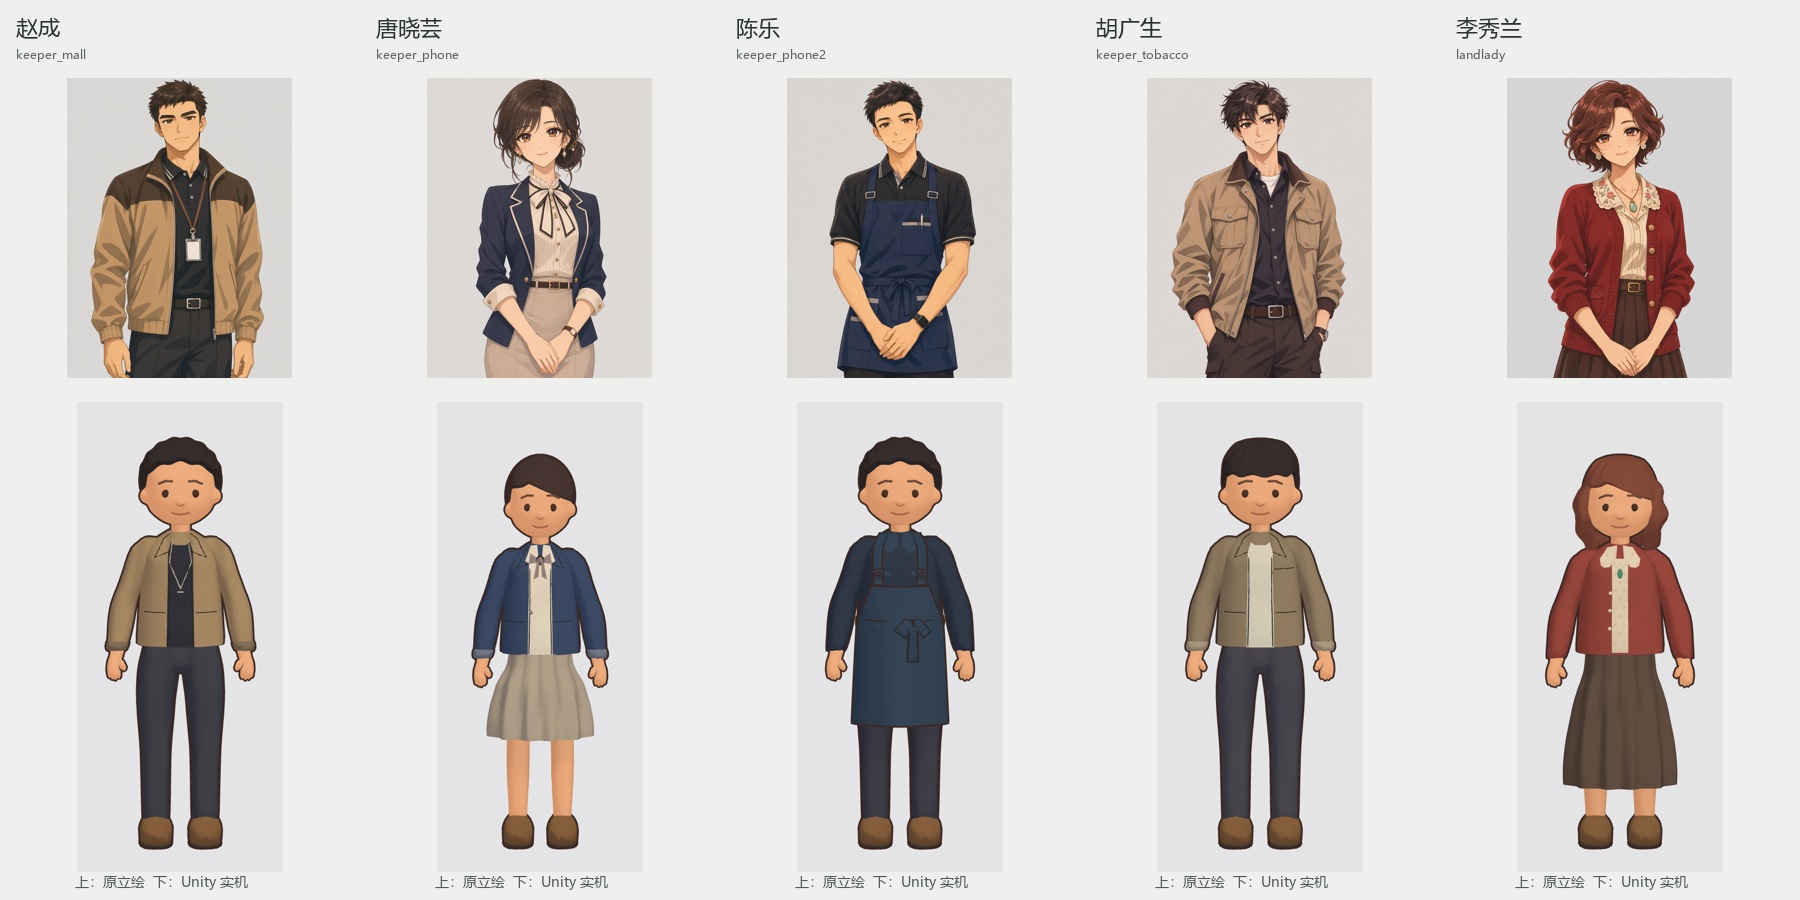 赵成
keeper_mall
唐晓芸
keeper_phone
陈乐
keeper_phone2
胡广生
keeper_tobacco
李秀兰
landlady
上：原立绘 下：Unity 实机
上：原立绘 下：Unity 实机
上：原立绘 下：Unity 实机
上：原立绘 下：Unity 实机
上：原立绘 下：Unity 实机